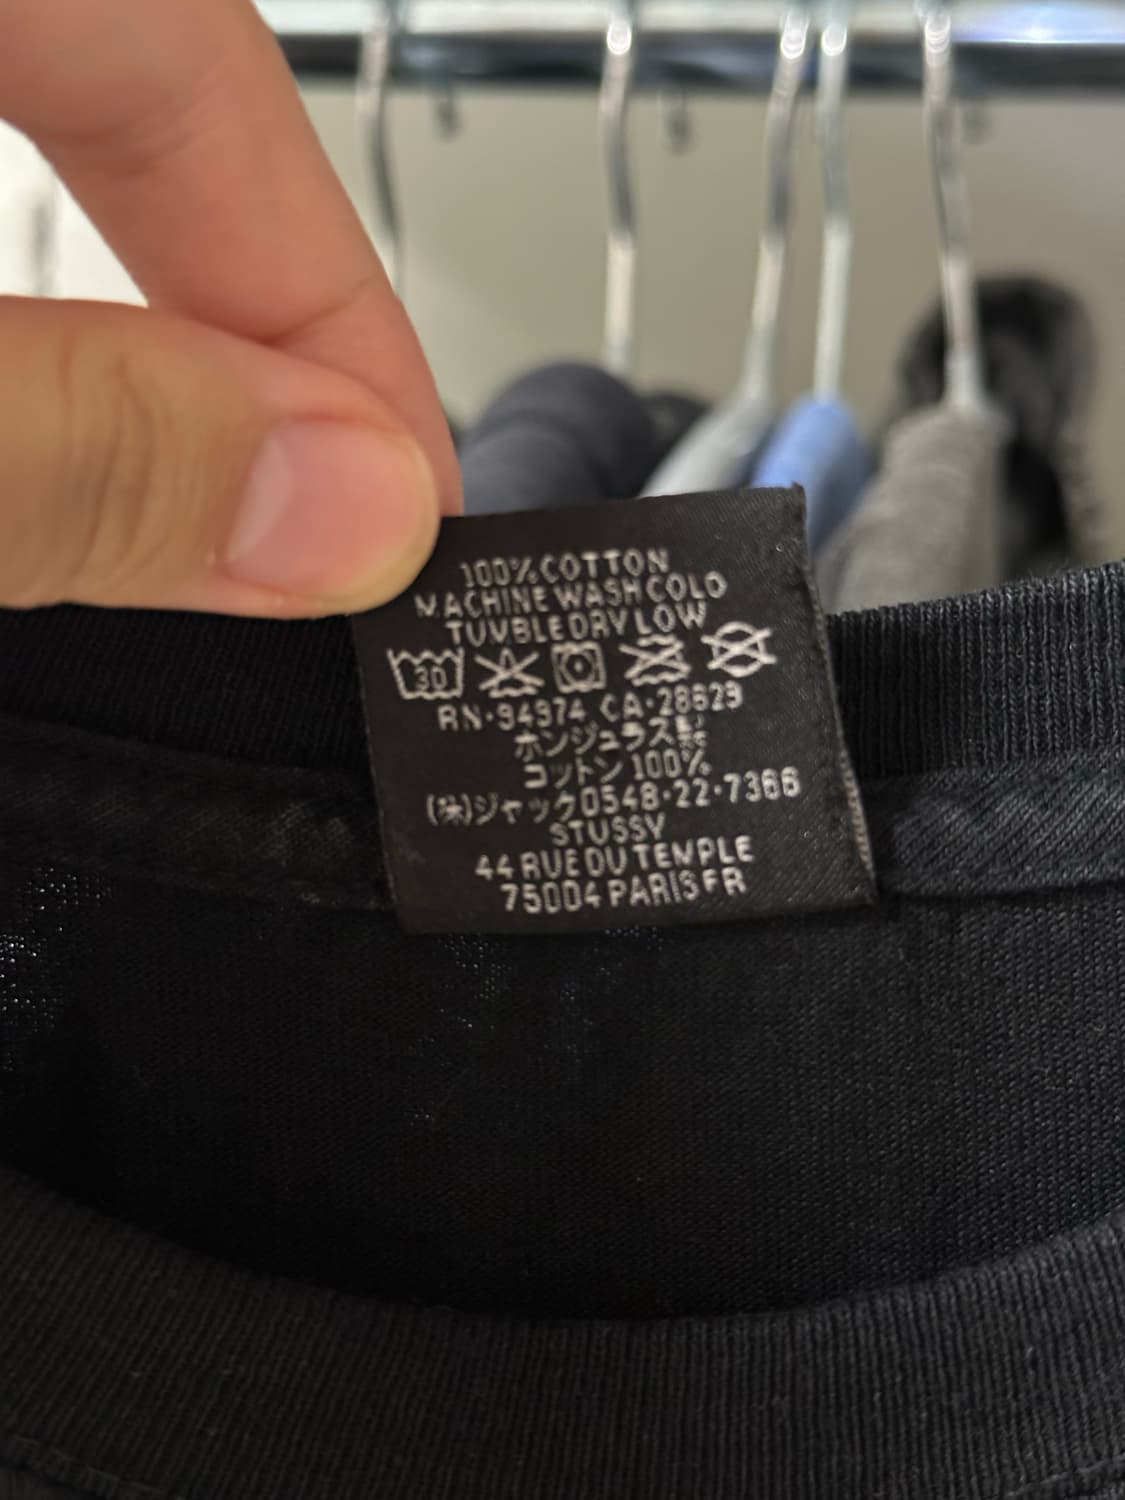 100% COTTON
MACHINE WASH COLD
TUMBLE DRY LOW
30
RN·94974 CA·28629
ホンジュラス製
コットン 100%
(株)ジャック0548·22·7366
STUSSY
44 RUE DU TEMPLE
75004 PARIS FR